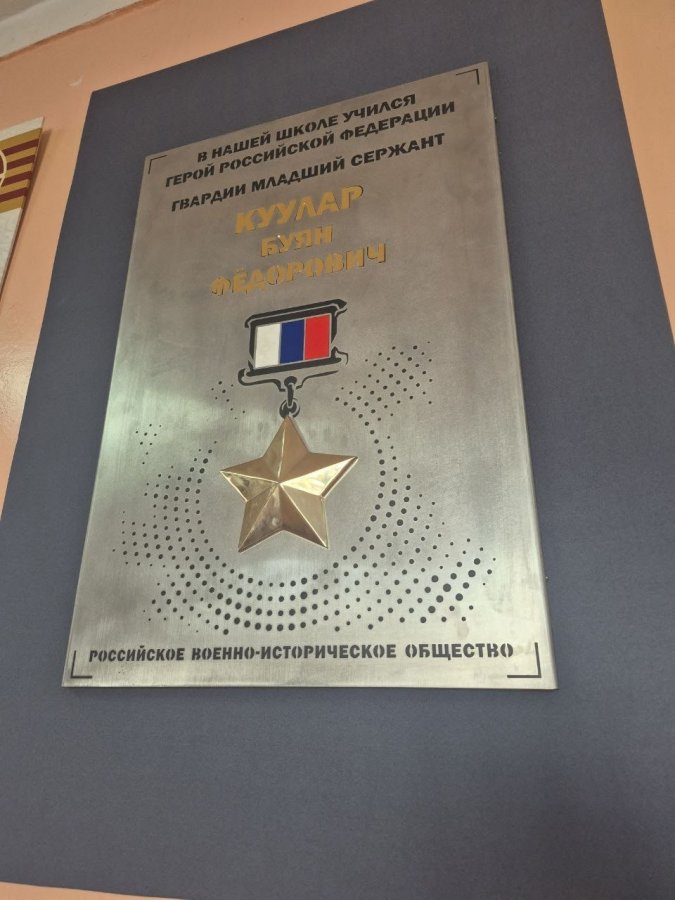 В НАШЕЙ ШКОЛЕ УЧИЛСЯ
ГЕРОЙ РОССИЙСКОЙ ФЕДЕРАЦИИ
ГВАРДИИ МЛАДШИЙ СЕРЖАНТ
КУУЛАР
БУЯН
ФЁДОРОВИЧ
РОССИЙСКОЕ ВОЕННО-ИСТОРИЧЕСКОЕ ОБЩЕСТВО